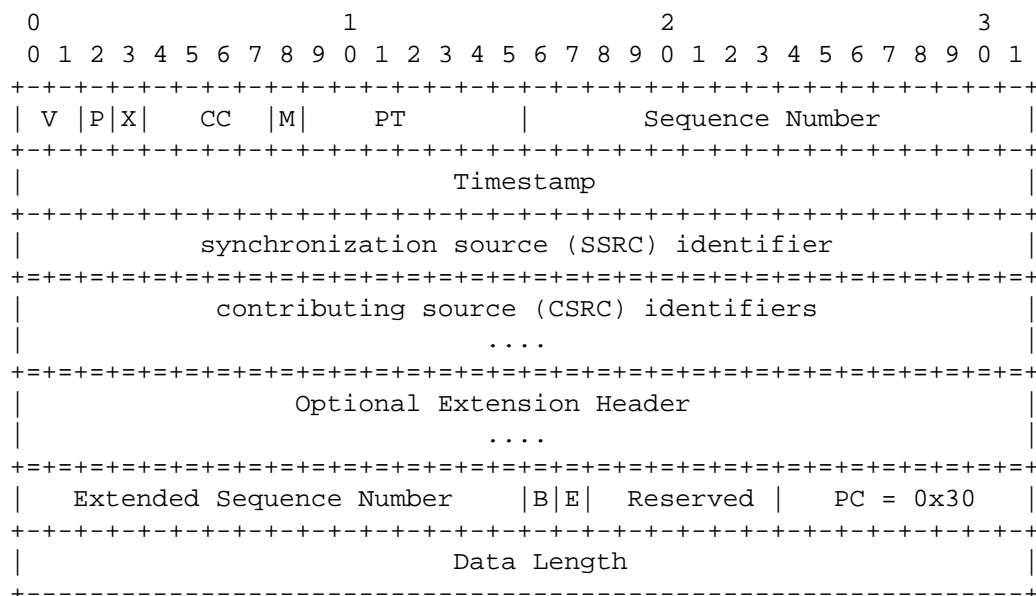 0                   1                   2                   3
 0 1 2 3 4 5 6 7 8 9 0 1 2 3 4 5 6 7 8 9 0 1 2 3 4 5 6 7 8 9 0 1
+-+-+-+-+-+-+-+-+-+-+-+-+-+-+-+-+-+-+-+-+-+-+-+-+-+-+-+-+-+-+-+-+
| V |P|X|   CC  |M|    PT       |       Sequence Number         |
+-+-+-+-+-+-+-+-+-+-+-+-+-+-+-+-+-+-+-+-+-+-+-+-+-+-+-+-+-+-+-+-+
|                           Timestamp                           |
+-+-+-+-+-+-+-+-+-+-+-+-+-+-+-+-+-+-+-+-+-+-+-+-+-+-+-+-+-+-+-+-+
|           synchronization source (SSRC) identifier            |
+=+=+=+=+=+=+=+=+=+=+=+=+=+=+=+=+=+=+=+=+=+=+=+=+=+=+=+=+=+=+=+=+
|            contributing source (CSRC) identifiers             |
|                             ....                              |
+=+=+=+=+=+=+=+=+=+=+=+=+=+=+=+=+=+=+=+=+=+=+=+=+=+=+=+=+=+=+=+=+
|                 Optional Extension Header                     |
|                             ....                              |
+=+=+=+=+=+=+=+=+=+=+=+=+=+=+=+=+=+=+=+=+=+=+=+=+=+=+=+=+=+=+=+=+
|   Extended Sequence Number    |B|E|  Reserved |   PC = 0x30   |
+-+-+-+-+-+-+-+-+-+-+-+-+-+-+-+-+-+-+-+-+-+-+-+-+-+-+-+-+-+-+-+-+
|                           Data Length                         |
+---------------------------------------------------------------+